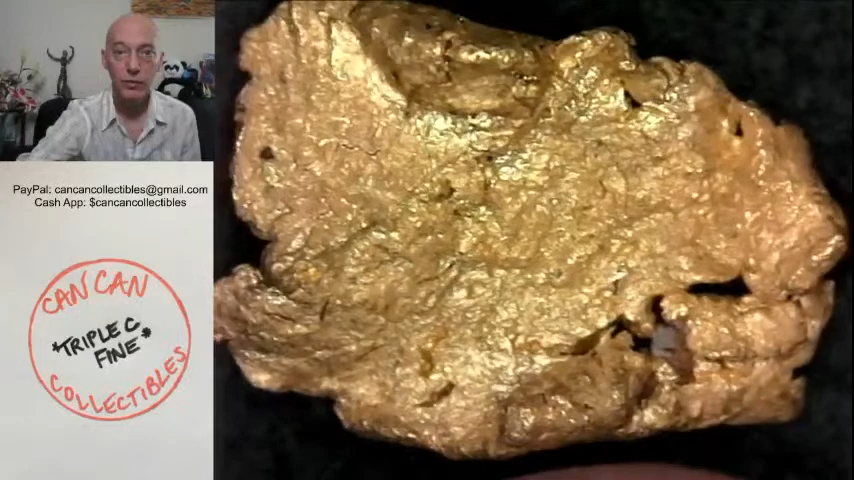 PayPal: cancancollectibles@gmail.com
Cash App: $cancancollectibles
CAN CAN
*TRIPLE C
FINE*
COLLECTIBLES